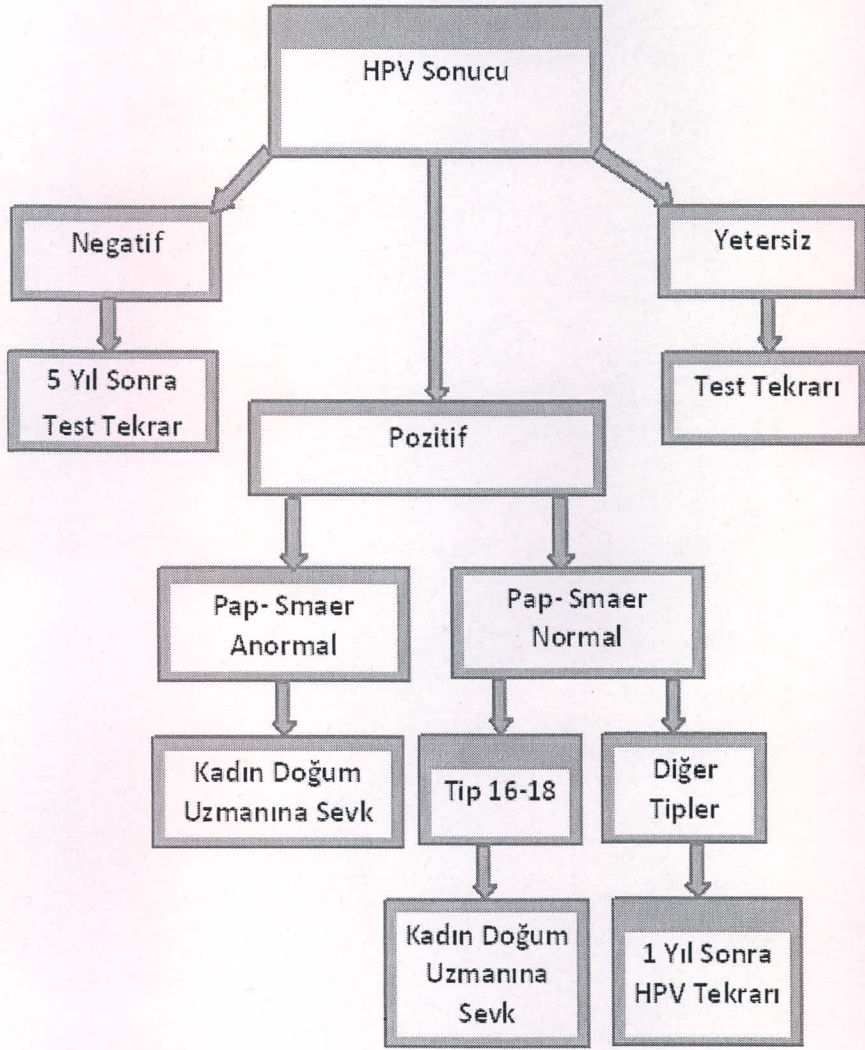 HPV Sonucu
Negatif
Yetersiz
5 Yıl Sonra
Test Tekrar
Test Tekrarı
Pozitif
Pap- Smaer
Anormal
Pap- Smaer
Normal
Kadın Doğum
Uzmanına Sevk
Tip 16-18
Diğer
Tipler
Kadın Doğum
Uzmanına
Sevk
1 Yıl Sonra
HPV Tekrarı